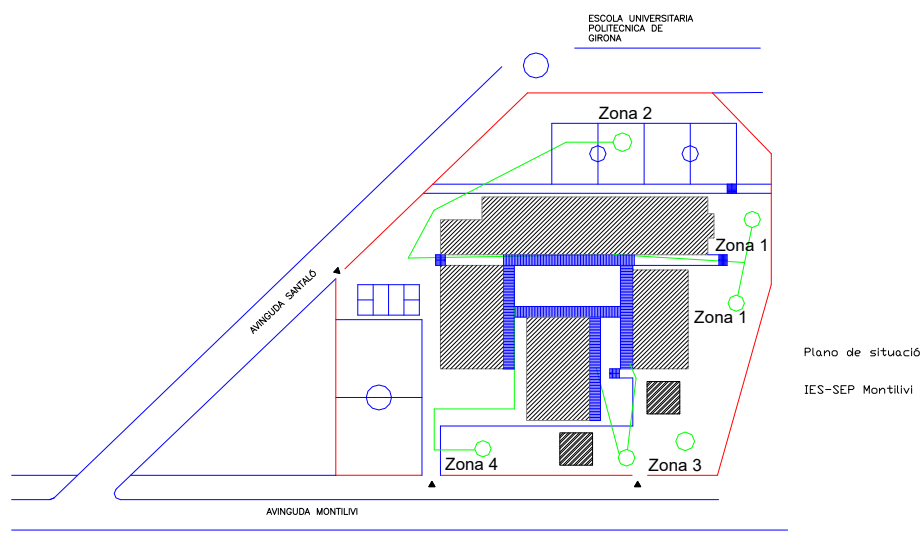 ESCOLA UNIVERSITARIA
POLITECNICA DE
GIRONA
Zona 2
Zona 1
AVINGUDA SANTALÓ
Zona 1
Plano de situació
IES-SEP Montilivi
Zona 4
Zona 3
AVINGUDA MONTILIVI